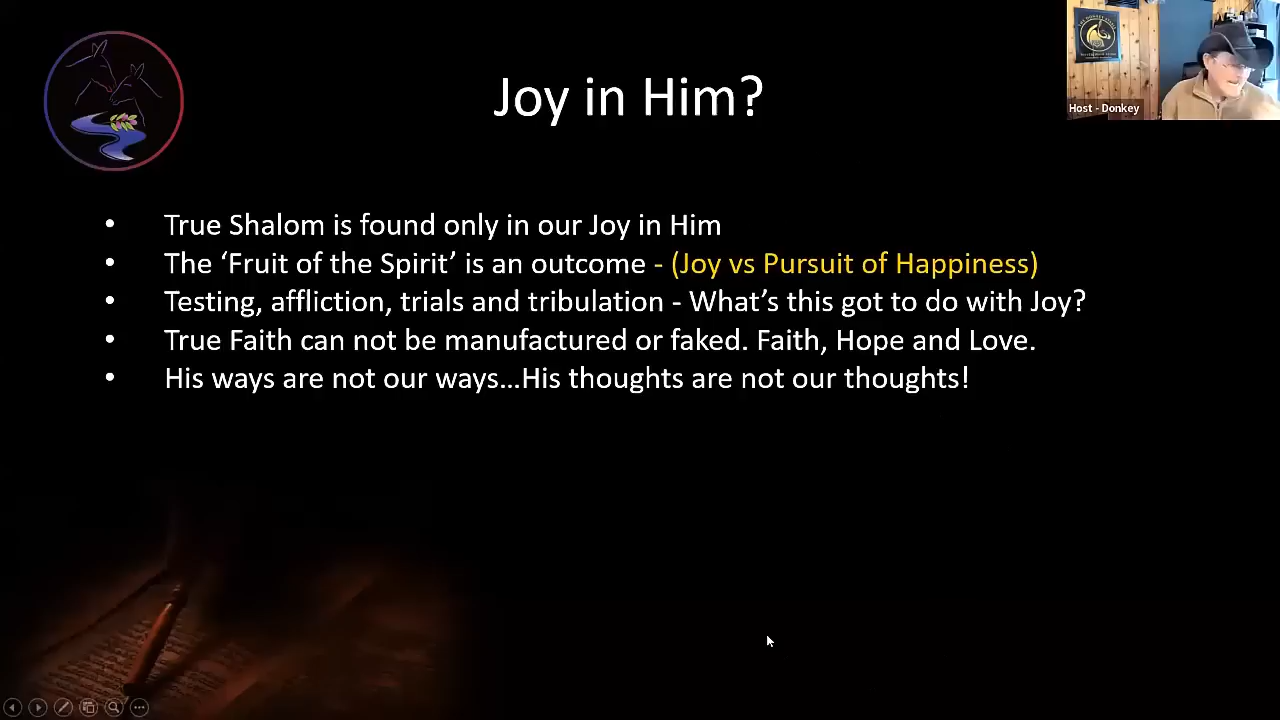 Joy in Him?
Host - Donkey
• True Shalom is found only in our Joy in Him
• The ‘Fruit of the Spirit’ is an outcome - (Joy vs Pursuit of Happiness)
• Testing, affliction, trials and tribulation - What’s this got to do with Joy?
• True Faith can not be manufactured or faked. Faith, Hope and Love.
• His ways are not our ways...His thoughts are not our thoughts!